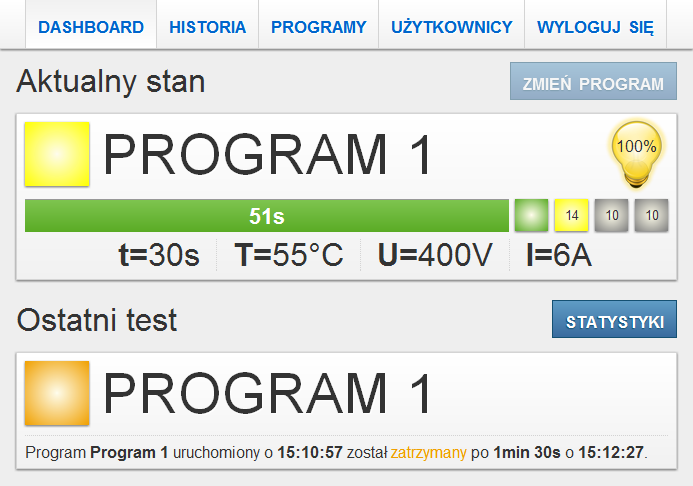 DASHBOARD HISTORIA PROGRAMY UŻYTKOWNICY WYLOGUJ SIĘ
Aktualny stan ZMIEŃ PROGRAM
PROGRAM 1 100%
51s 14 10 10
t=30s T=55°C U=400V I=6A
Ostatni test STATYSTYKI
PROGRAM 1
Program Program 1 uruchomiony o 15:10:57 został zatrzymany po 1min 30s o 15:12:27.